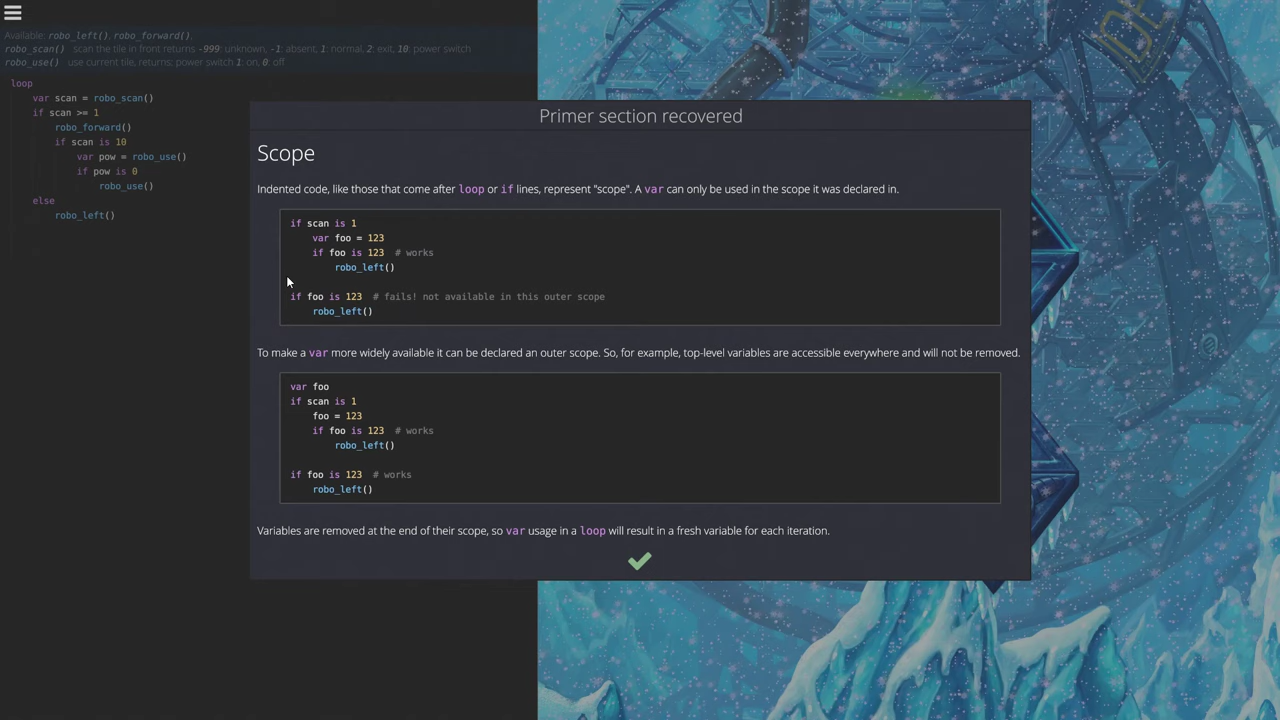 Available: robo_left(), robo_forward(),
robo_scan() scan the tile in front returns -999: unknown, -1: absent, 1: normal, 2: exit, 10: power switch
robo_use() use current tile, returns; power switch 1: on, 0: off
loop
var scan = robo_scan()
if scan >= 1
robo_forward()
if scan is 10
var pow = robo_use()
if pow is 0
robo_use()
else
robo_left()
Primer section recovered
Scope
Indented code, like those that come after loop or if lines, represent "scope". A var can only be used in the scope it was declared in.
if scan is 1
var foo = 123
if foo is 123 # works
robo_left()
if foo is 123 # fails! not available in this outer scope
robo_left()
To make a var more widely available it can be declared an outer scope. So, for example, top-level variables are accessible everywhere and will not be removed.
var foo
if scan is 1
foo = 123
if foo is 123 # works
robo_left()
if foo is 123 # works
robo_left()
Variables are removed at the end of their scope, so var usage in a loop will result in a fresh variable for each iteration.